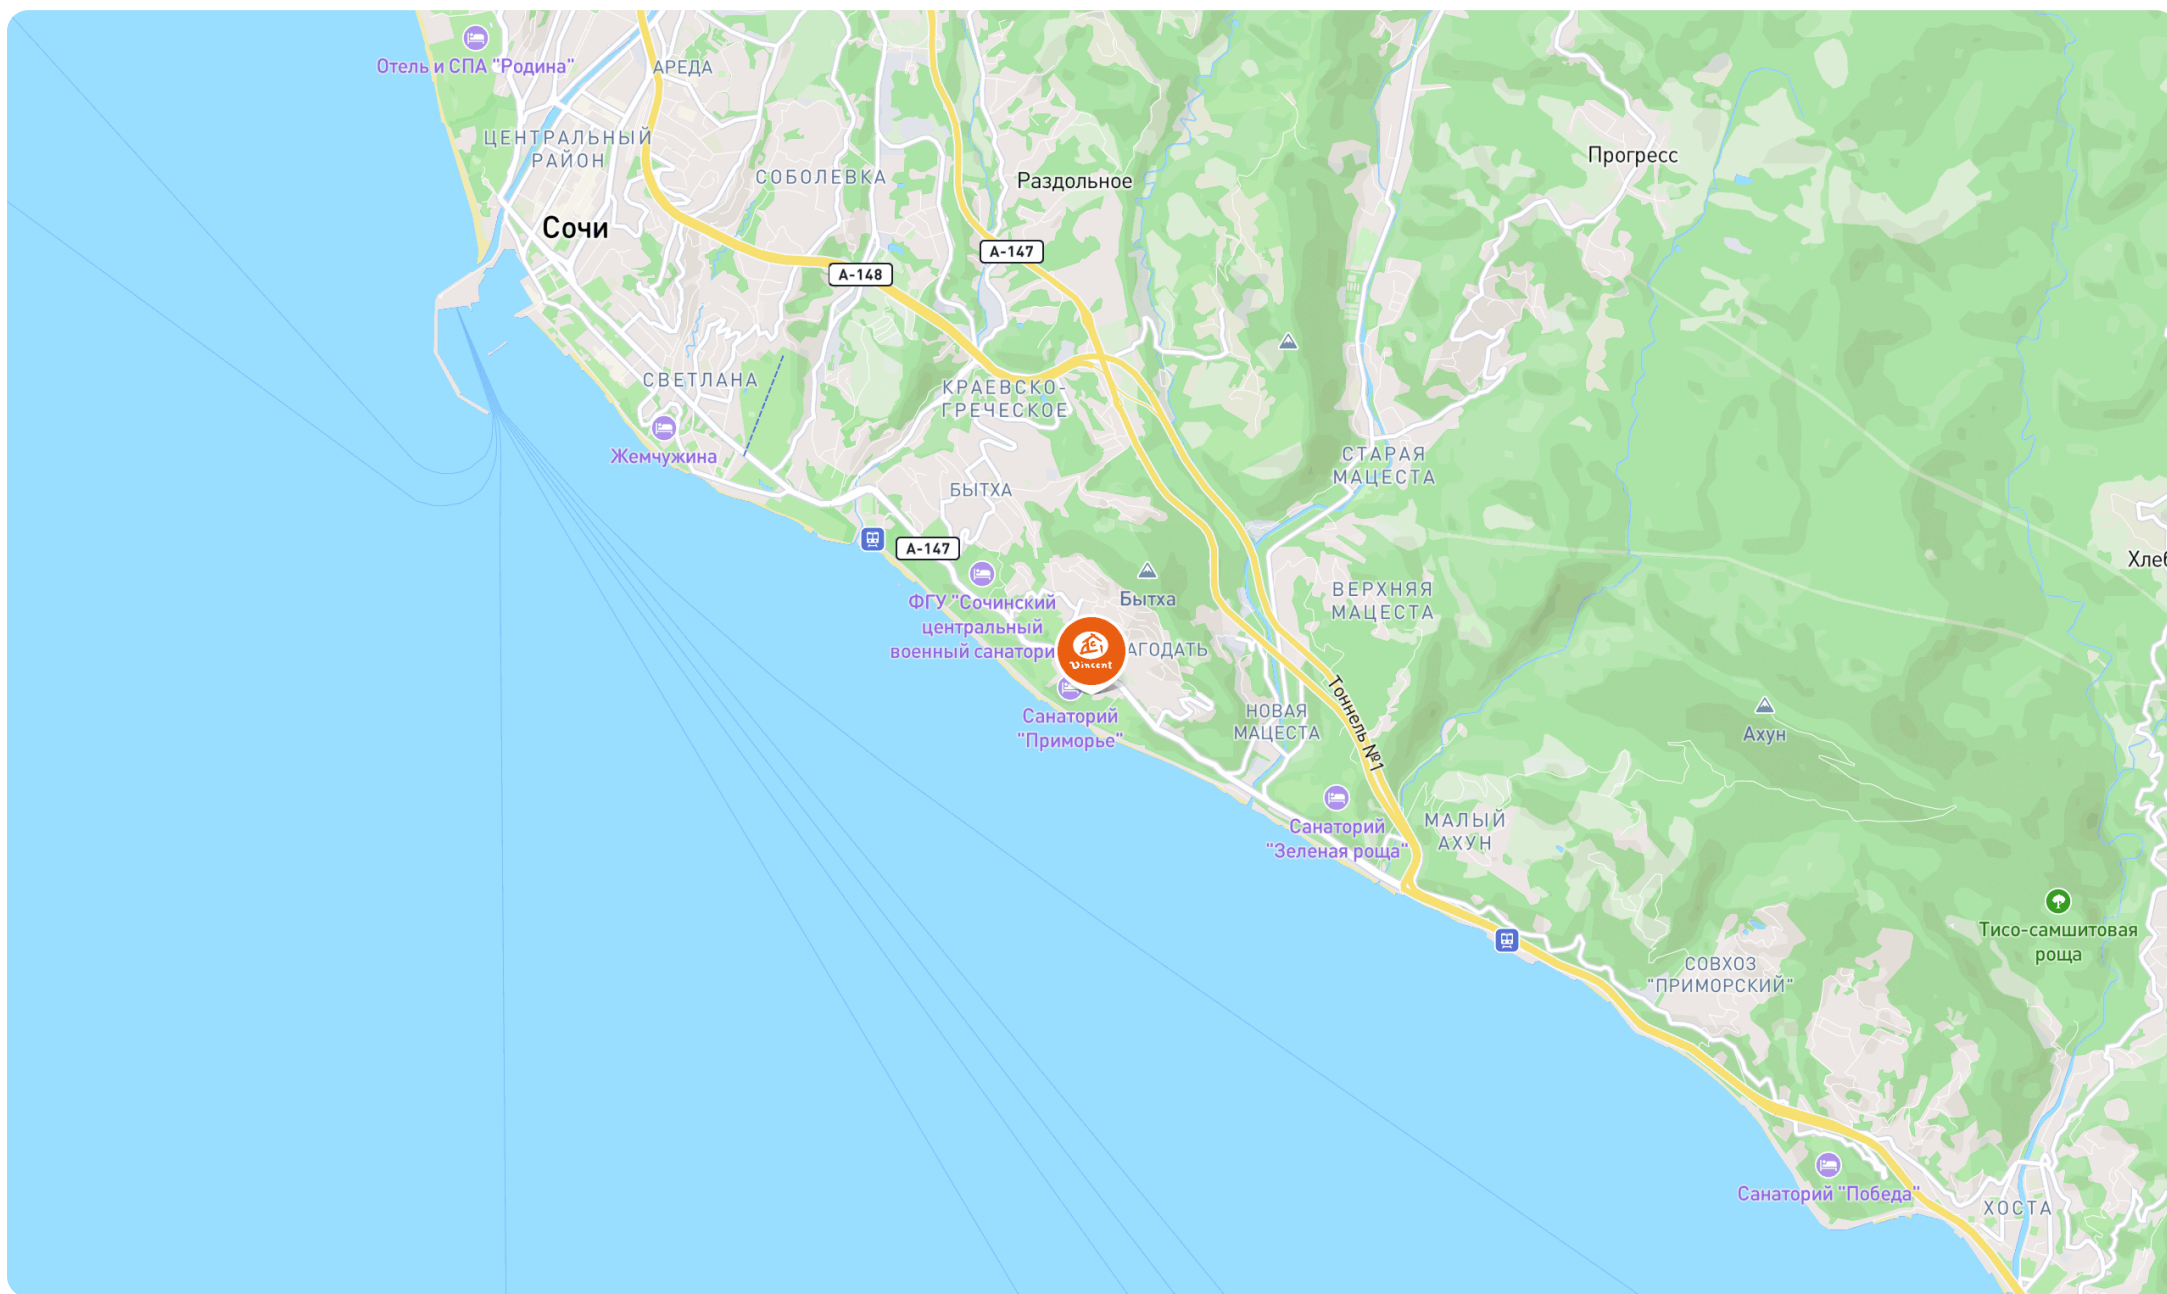 Отель и СПА "Родина"
АРЕДА
ЦЕНТРАЛЬНЫЙ
РАЙОН
СОБОЛЕВКА
Раздольное
Прогресс
Сочи
А-147
А-148
СВЕТЛАНА
КРАЕВСКО-
ГРЕЧЕСКОЕ
Жемчужина
СТАРАЯ
МАЦЕСТА
БЫТХА
А-147
Хлеб
Бытха
ВЕРХНЯЯ
МАЦЕСТА
ФГУ "Сочинский
центральный
военный санатори
АГОДАТЬ
Vincent
Санаторий
"Приморье"
НОВАЯ
МАЦЕСТА
Тоннель №1
Ахун
Санаторий
"Зеленая роща"
МАЛЫЙ
АХУН
Тисо-самшитовая
роща
СОВХОЗ
"ПРИМОРСКИЙ"
Санаторий "Победа"
ХОСТА